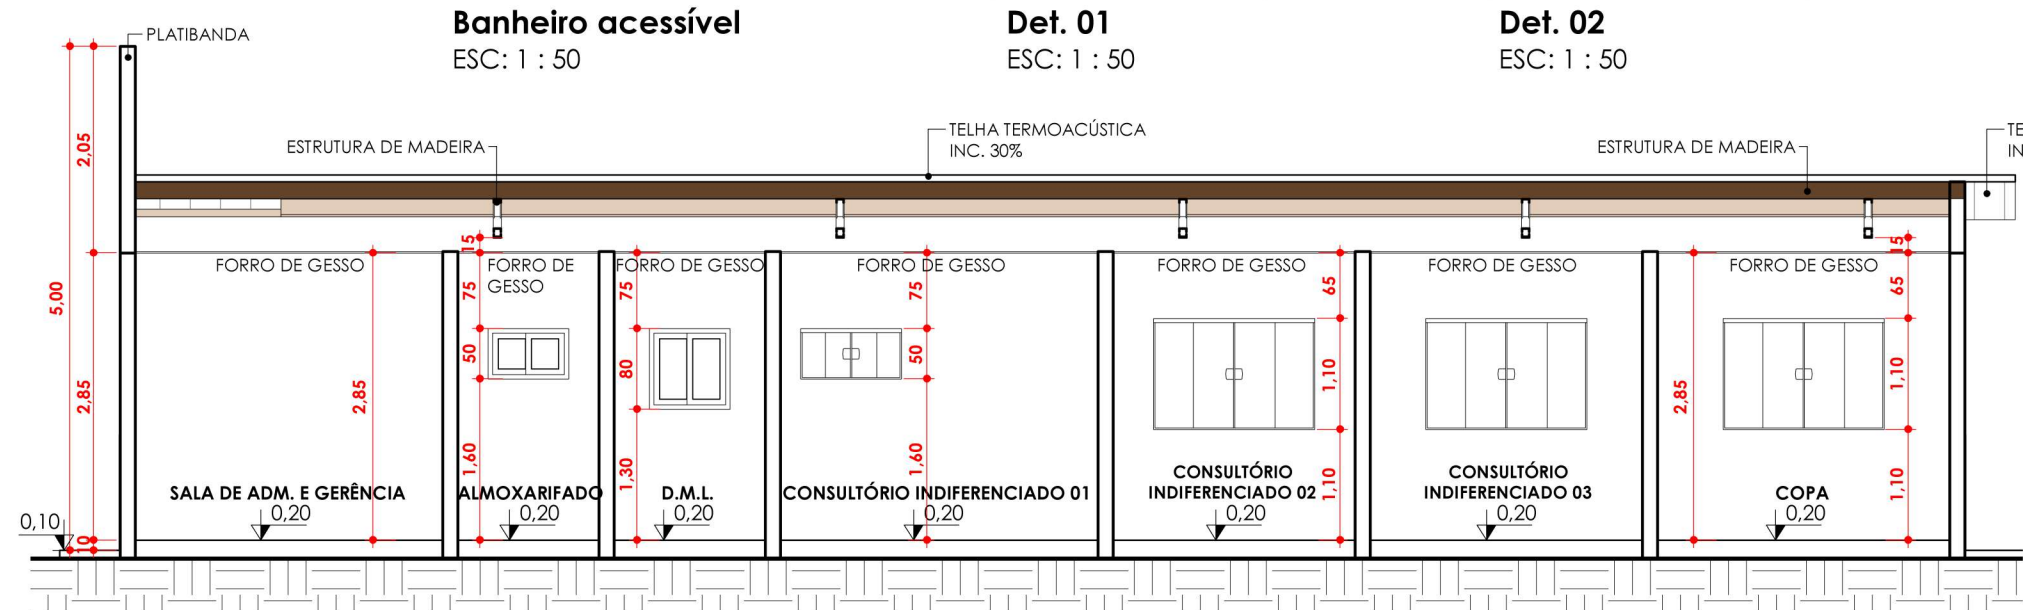 Banheiro acessível
ESC: 1 : 50
Det. 01
ESC: 1 : 50
Det. 02
ESC: 1 : 50
PLATIBANDA
ESTRUTURA DE MADEIRA
TELHA TERMOACÚSTICA
INC. 30%
ESTRUTURA DE MADEIRA
TE
IN
2,05
5,00
2,85
10
0,10
FORRO DE GESSO
2,85
SALA DE ADM. E GERÊNCIA
0,20
15
FORRO DE
GESSO
75
50
1,60
ALMOXARIFADO
0,20
FORRO DE GESSO
75
80
1,30
D.M.L.
0,20
FORRO DE GESSO
75
50
1,60
CONSULTÓRIO INDIFERENCIADO 01
0,20
FORRO DE GESSO
65
1,10
1,10
CONSULTÓRIO
INDIFERENCIADO 02
0,20
FORRO DE GESSO
CONSULTÓRIO
INDIFERENCIADO 03
0,20
FORRO DE GESSO
2,85
15
65
1,10
1,10
COPA
0,20